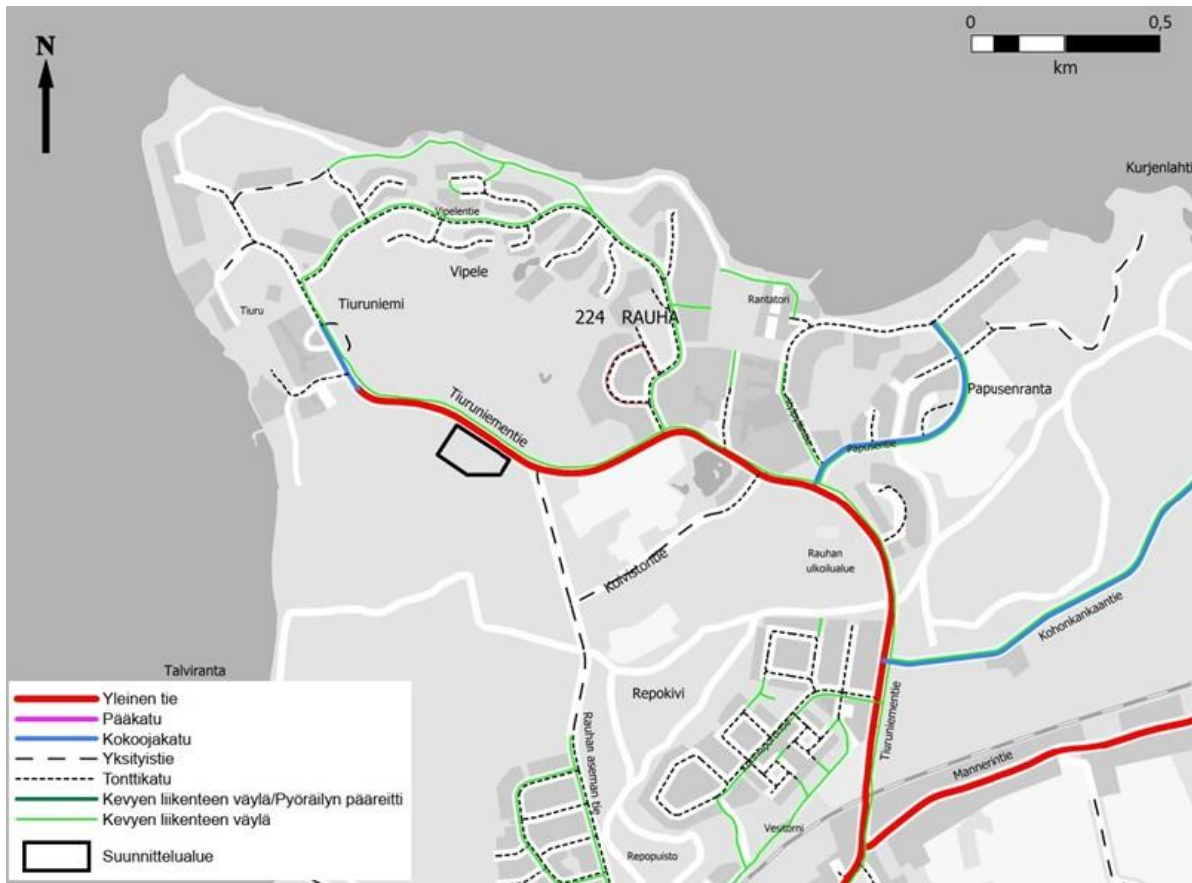 N
0 0,5
km
Kurjenlahti
Vipelentie
Vipele
Tiuruniemi
Tiuru
224 RAUHA
Rantatori
Papusenranta
Tiuruniementie
Papusentie
Rauhan
ulkoilualue
Koivistontie
Kohonkankaantie
Talviranta
Repokivi
Tiuruniementie
Rauhan aseman tie
Mannerintie
Vesitorni
Repopuisto
Yleinen tie
Pääkatu
Kokoojakatu
Yksityistie
Tonttikatu
Kevyen liikenteen väylä/Pyöräilyn pääreitti
Kevyen liikenteen väylä
Suunnittelualue